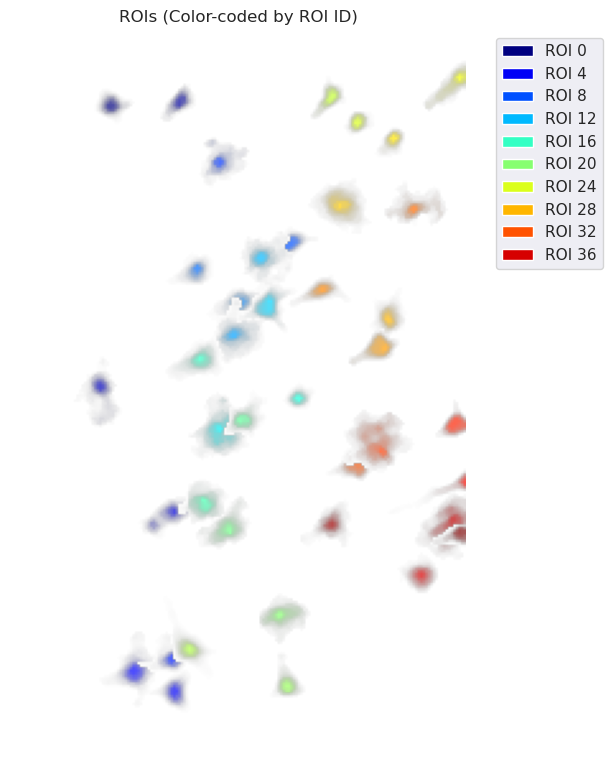 ROIs (Color-coded by ROI ID)
ROI 0
ROI 4
ROI 8
ROI 12
ROI 16
ROI 20
ROI 24
ROI 28
ROI 32
ROI 36